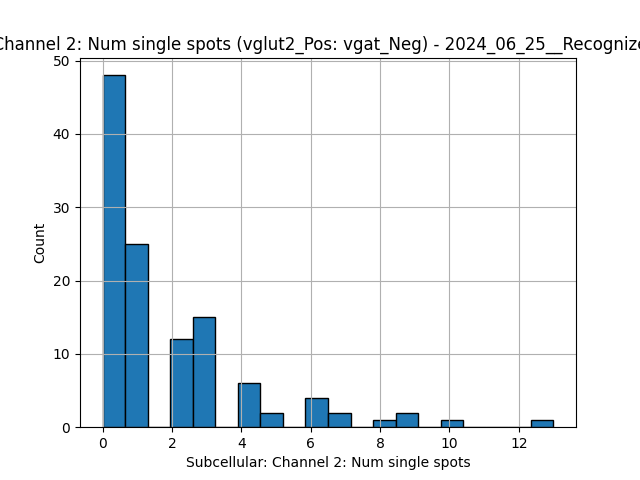 Channel 2: Num single spots (vglut2_Pos: vgat_Neg) - 2024_06_25__Recognize
50
40
30
20
10
0
Count
0 2 4 6 8 10 12
Subcellular: Channel 2: Num single spots